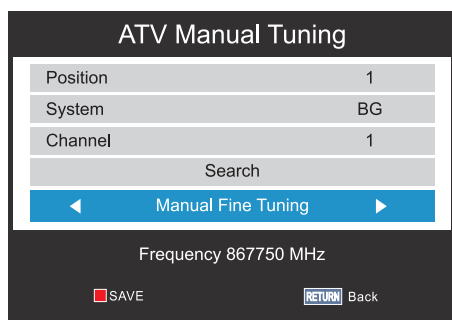 ATV Manual Tuning
Position 1
System BG
Channel 1
Search
Manual Fine Tuning
Frequency 867750 MHz
SAVE RETURN Back